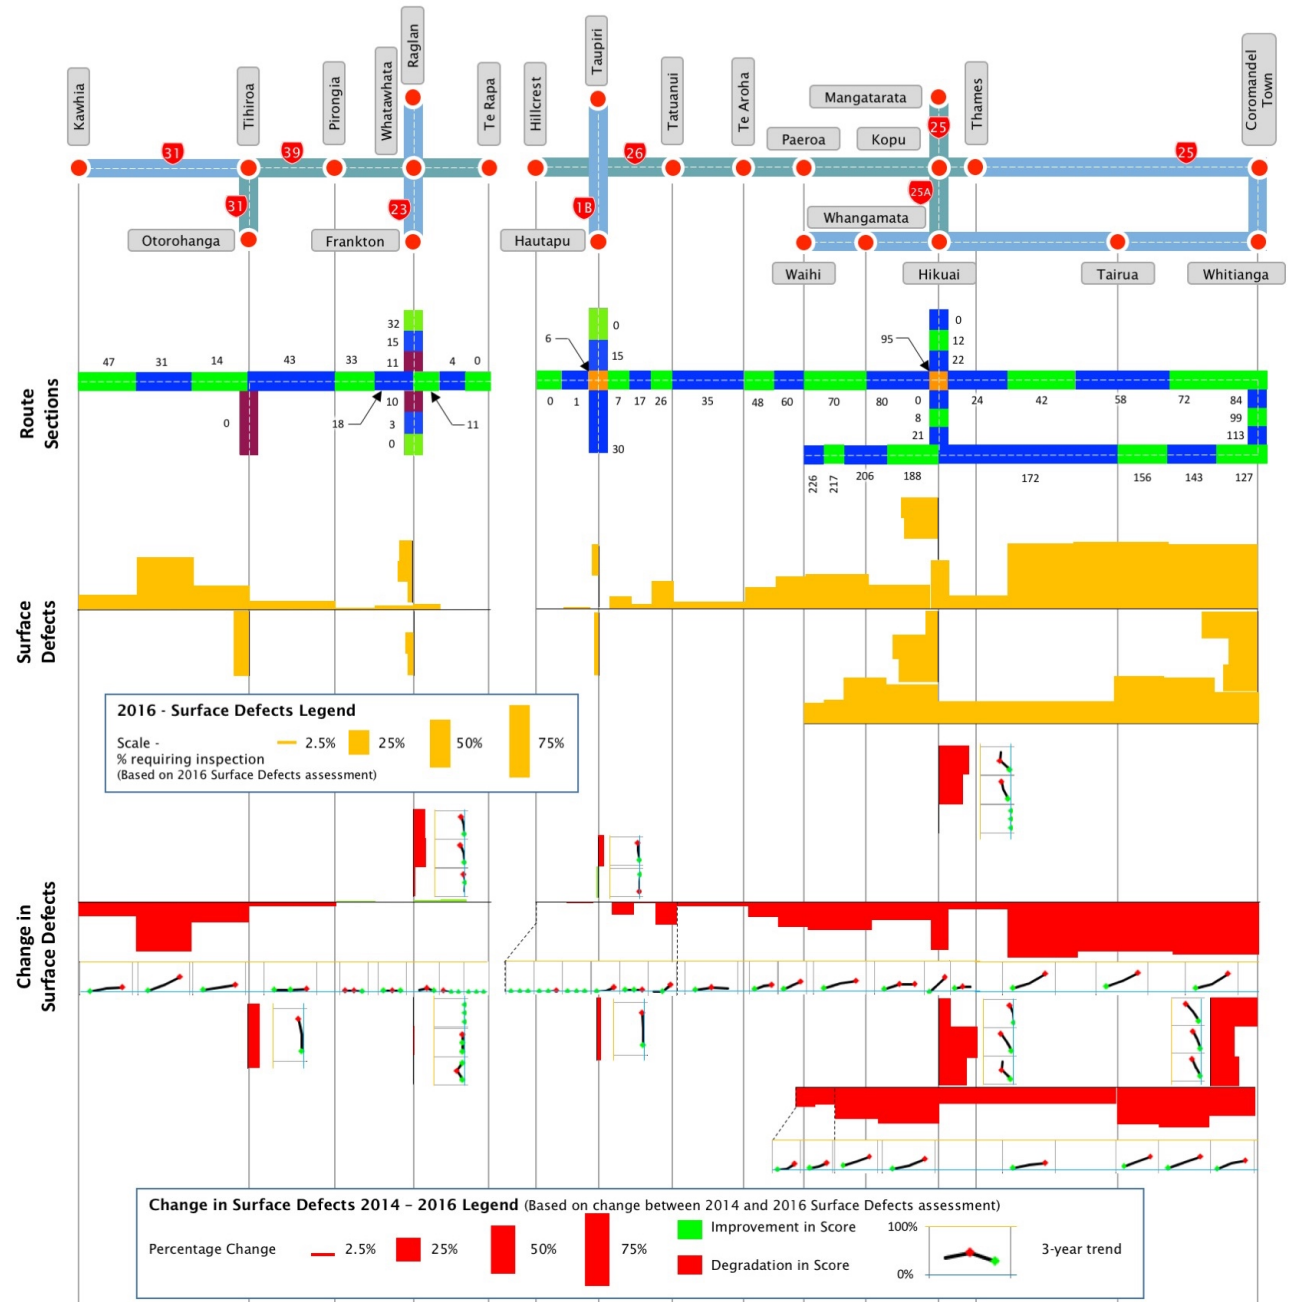 Kawhia
Tihiroa
Pirongia
Whatawhata
Raglan
Te Rapa
Hillcrest
Taupiri
Tatuanui
Te Aroha
Mangatarata
Paeroa
Kopu
Thames
Coromandel
Town
31
39
26
25
25
31
23
1B
25A
Otorohanga
Frankton
Hautapu
Whangamata
Waihi
Hikuai
Tairua
Whitianga
Route
Sections
47
31
14
43
33
32
15
11
4
0
0
18
10
3
0
11
6
0
15
0
1
7
17
26
35
48
60
70
80
30
95
0
12
22
0
8
21
24
42
58
72
84
99
113
226
217
206
188
172
156
143
127
Surface
Defects
2016 - Surface Defects Legend
Scale -
% requiring inspection
(Based on 2016 Surface Defects assessment)
2.5%
25%
50%
75%
Change in
Surface Defects
Change in Surface Defects 2014 – 2016 Legend (Based on change between 2014 and 2016 Surface Defects assessment)
Percentage Change
2.5%
25%
50%
75%
Improvement in Score
Degradation in Score
100%
0%
3-year trend